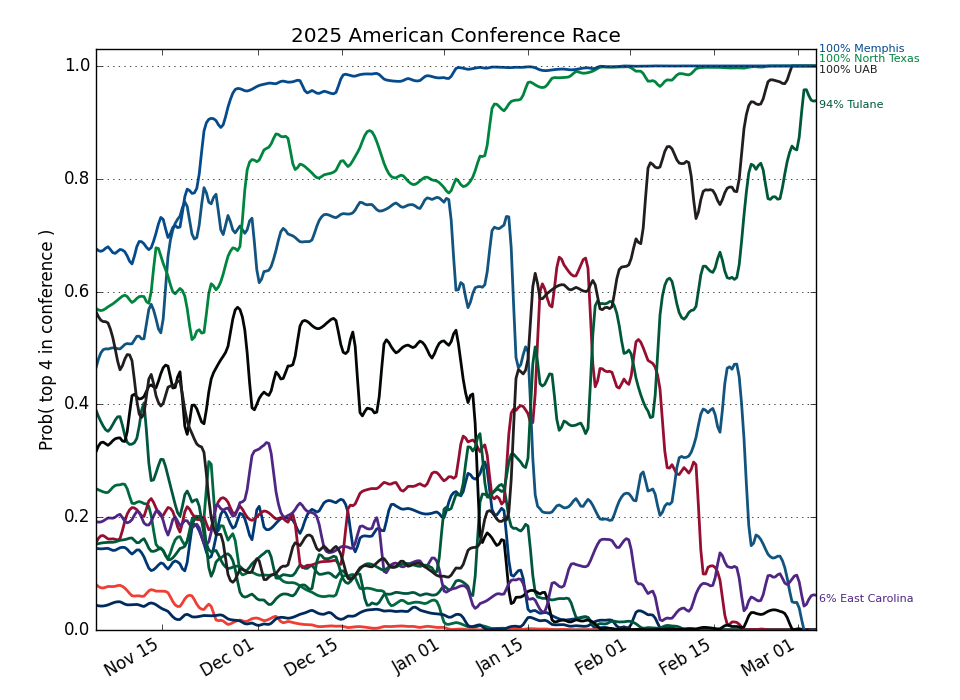 2025 American Conference Race
100% Memphis
100% North Texas
100% UAB
94% Tulane
6% East Carolina
Prob( top 4 in conference )
1.0
0.8
0.6
0.4
0.2
0.0
Nov 15
Dec 01
Dec 15
Jan 01
Jan 15
Feb 01
Feb 15
Mar 01